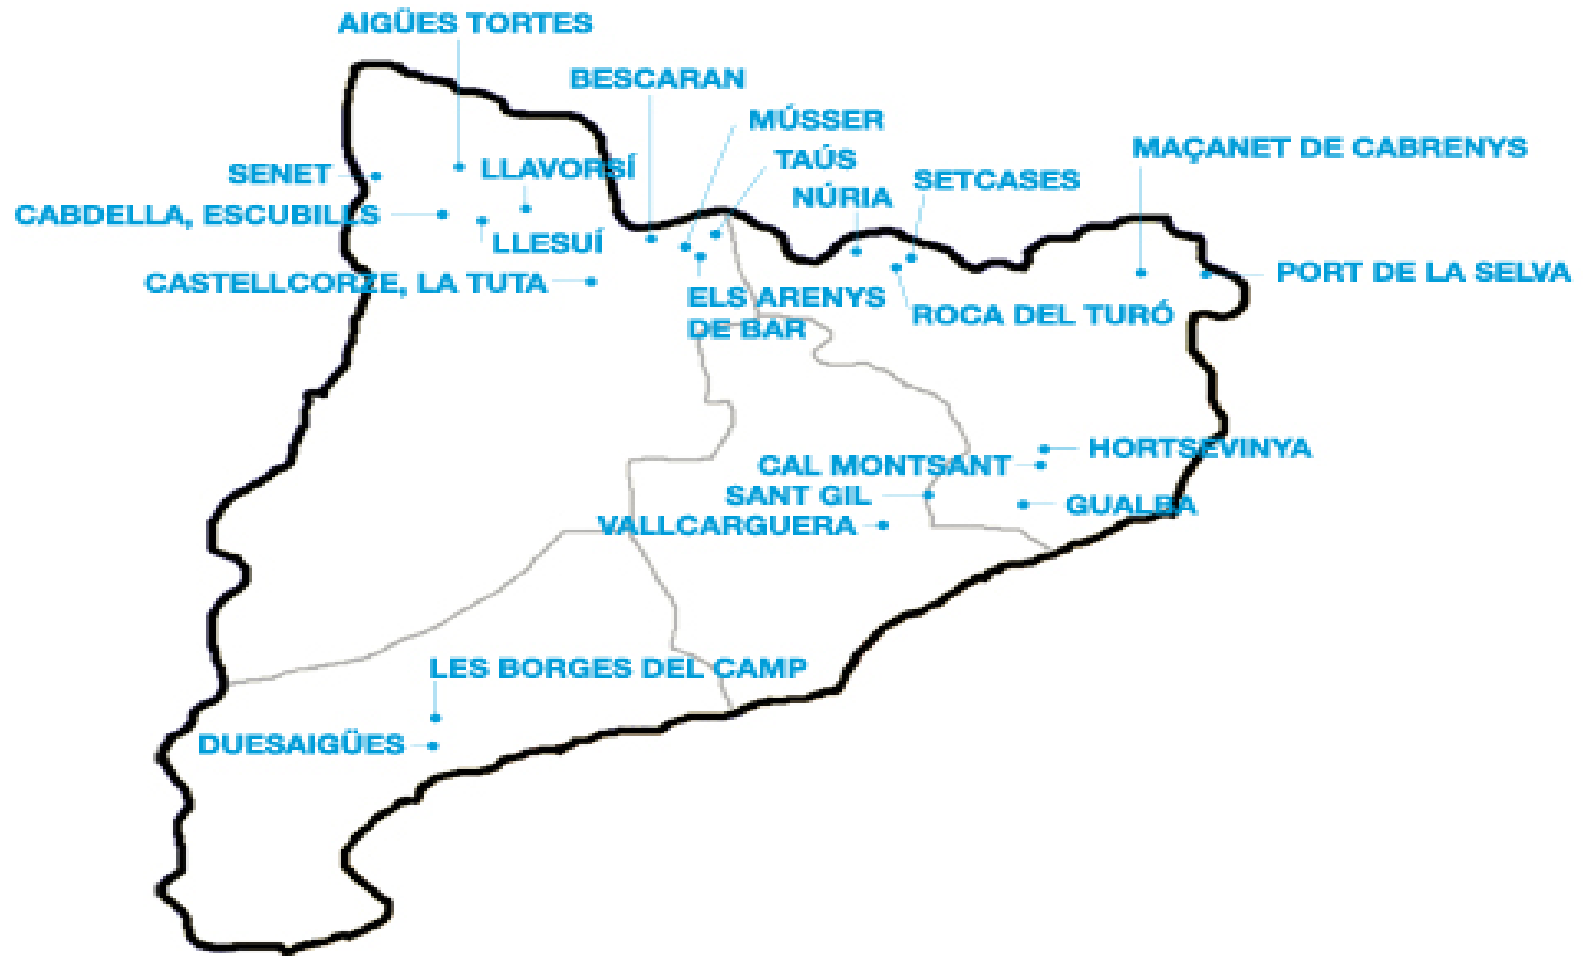 AIGÜES TORTES
BESCARAN
MÚSSER
MAÇANET DE CABRENYS
TAÚS
SENET
LLAVORSÍ
SETCASES
NÚRIA
CABDELLA, ESCUBILLS
LLESUÍ
PORT DE LA SELVA
CASTELLCORZE, LA TUTA
ELS ARENYS
DE BAR
ROCA DEL TURÓ
HORTSEVINYA
CAL MONTSANT
SANT GIL
GUALBA
VALLCARGUERA
LES BORGES DEL CAMP
DUESAIGÜES